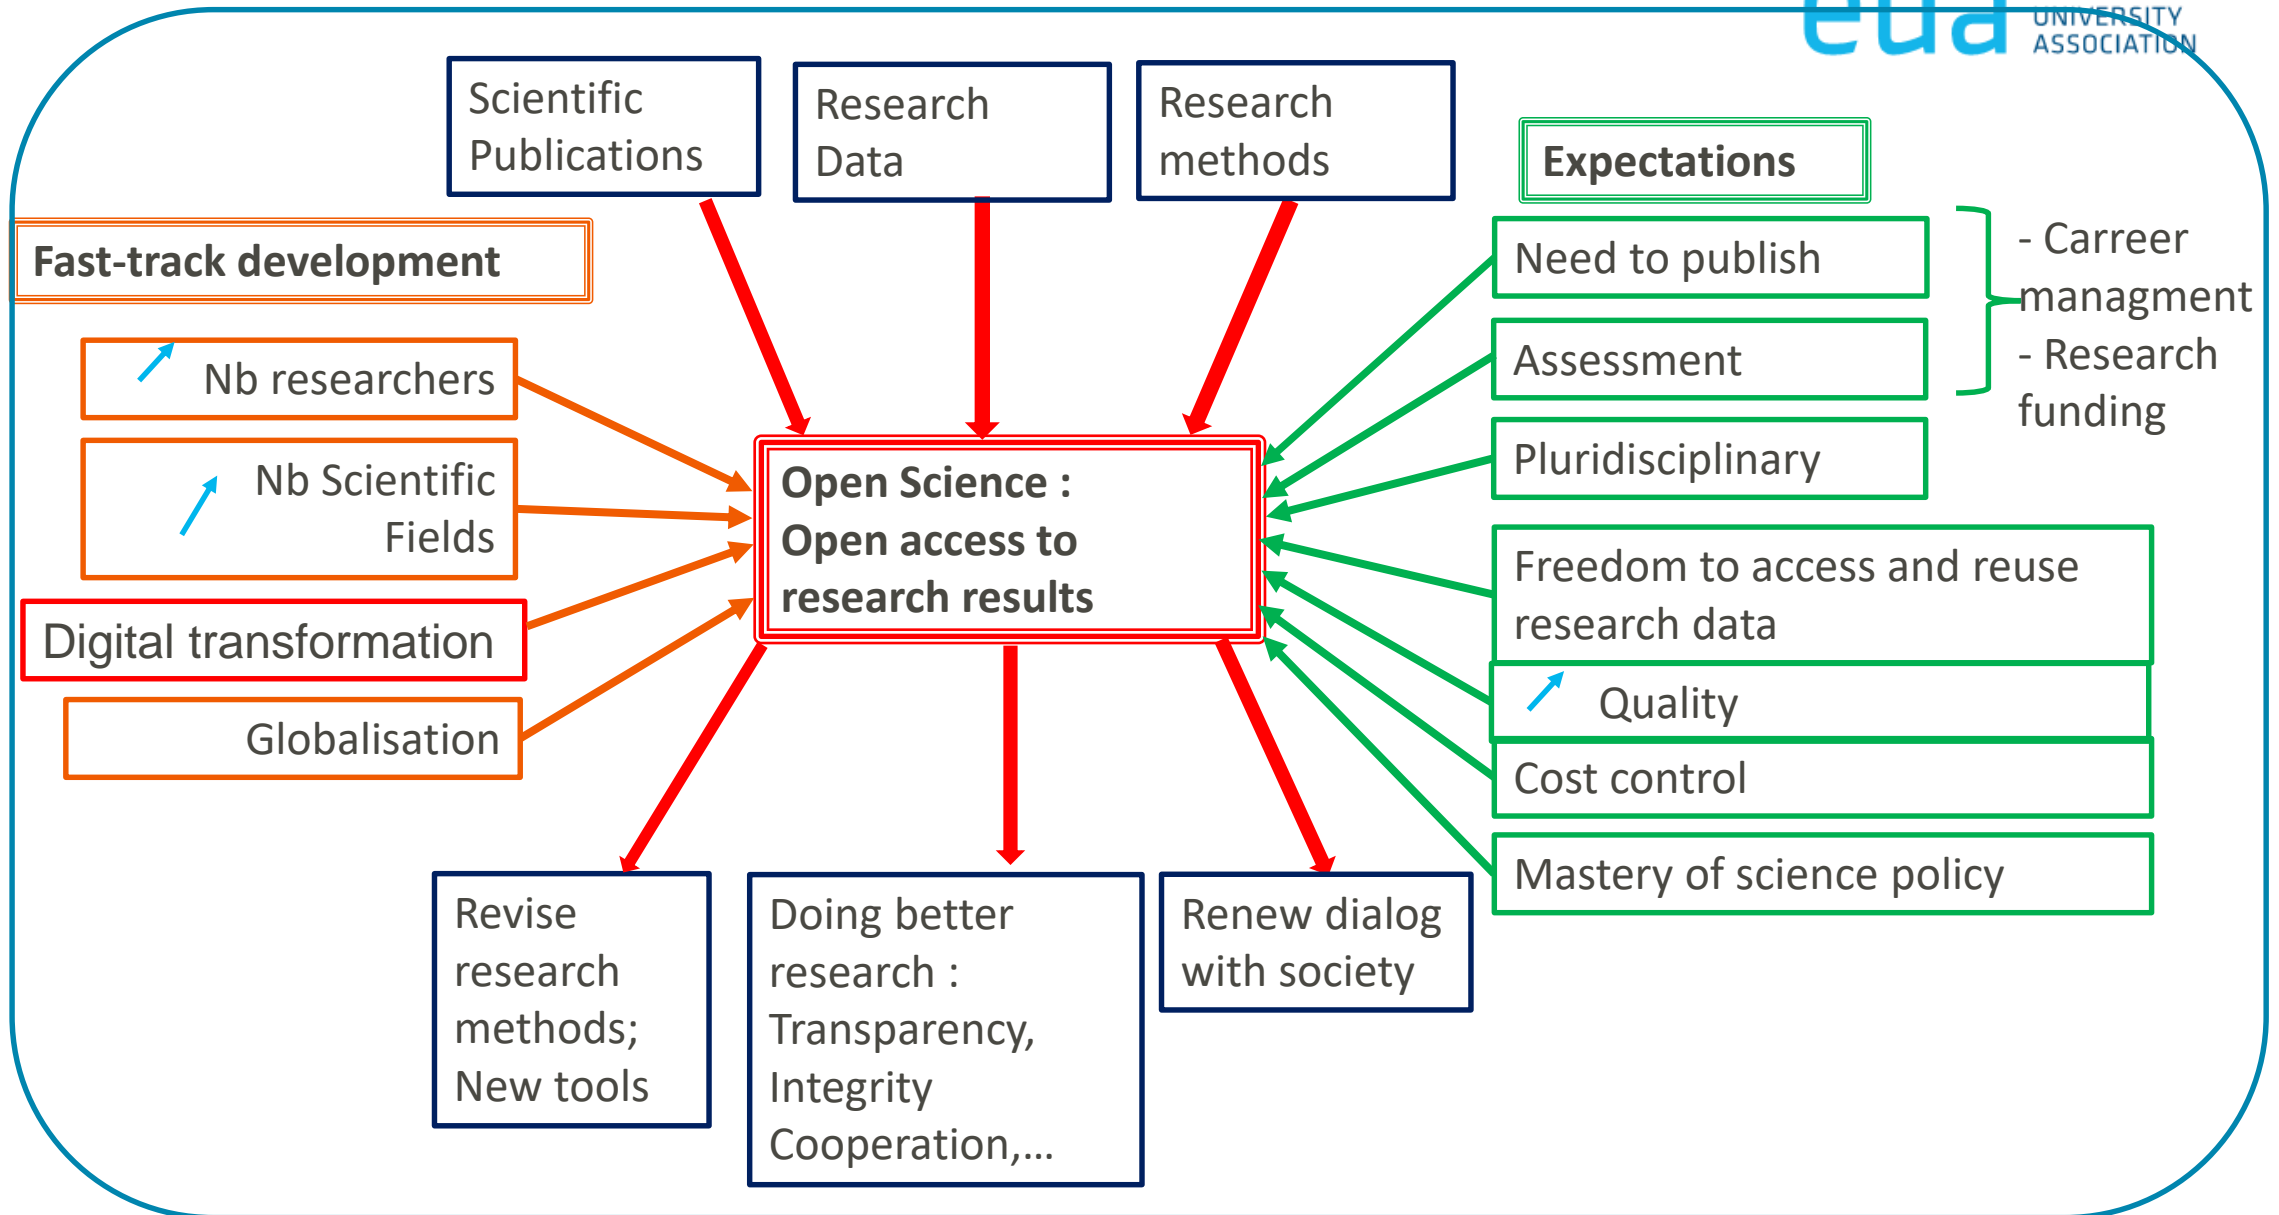 eua
UNIVERSITY
ASSOCIATION
Scientific
Publications
Research
Data
Research
methods
Expectations
Fast-track development
Need to publish
Assessment
Pluridisciplinary
- Carreer
managment
- Research
funding
Nb researchers
Nb Scientific
Fields
Digital transformation
Globalisation
Open Science :
Open access to
research results
Freedom to access and reuse
research data
Quality
Cost control
Mastery of science policy
Revise
research
methods;
New tools
Doing better
research :
Transparency,
Integrity
Cooperation,...
Renew dialog
with society